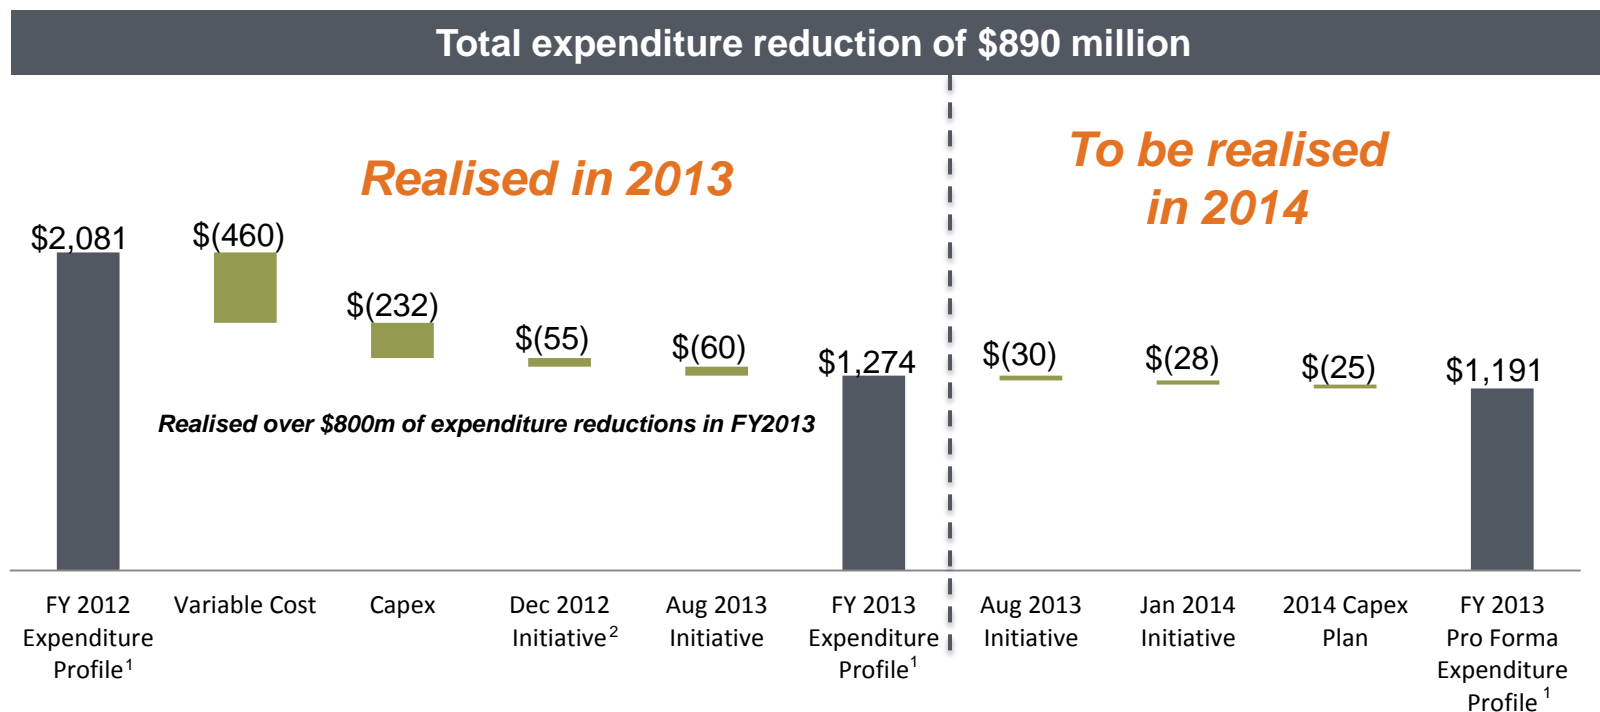 Total expenditure reduction of $890 million
Realised in 2013
To be realised
in 2014
$2,081
$(460)
$(232)
$(55)
$(60)
$1,274
$(30)
$(28)
$(25)
$1,191
Realised over $800m of expenditure reductions in FY2013
FY 2012
Expenditure
Profile1
Variable Cost
Capex
Dec 2012
Initiative2
Aug 2013
Initiative
FY 2013
Expenditure
Profile1
Aug 2013
Initiative
Jan 2014
Initiative
2014 Capex
Plan
FY 2013
Pro Forma
Expenditure
Profile 1